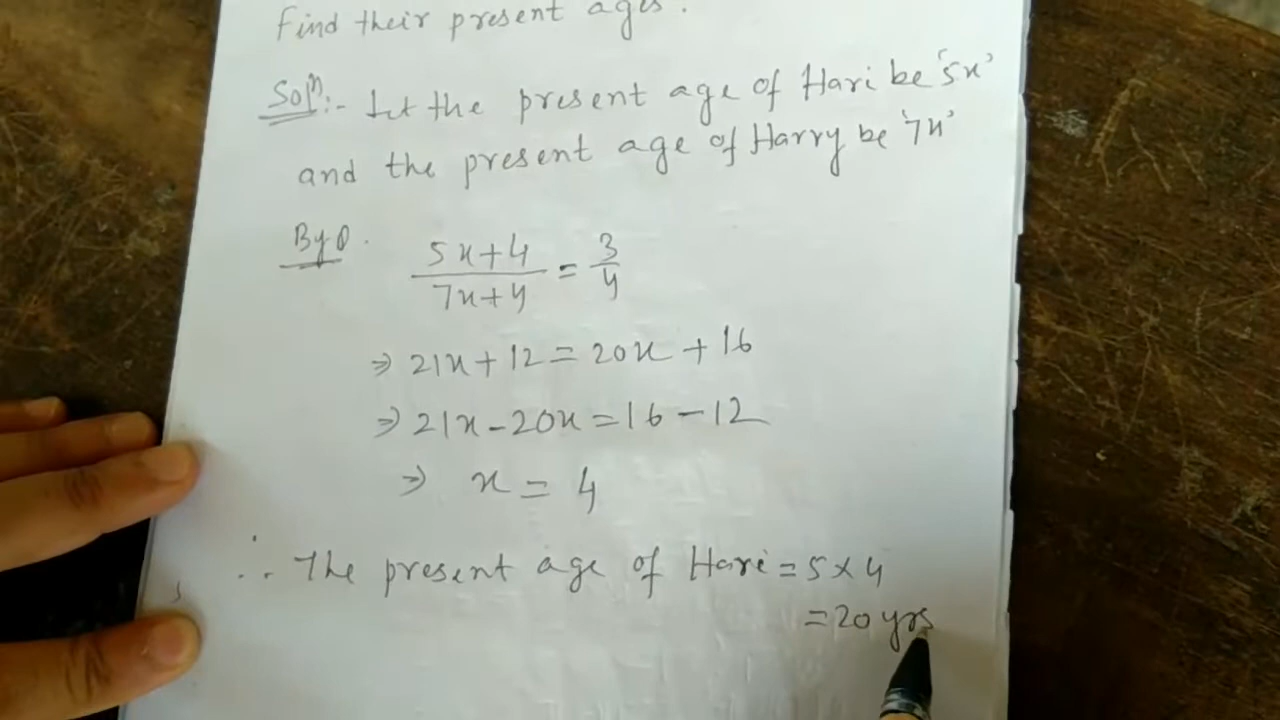 Find their present ages.
Solⁿ:- Let the present age of Hari be '5x'
and the present age of Harry be '7x'
By Q.
5x+4/7x+4 = 3/4
⇒ 21x+12=20x+16
⇒ 21x-20x=16-12
⇒ x = 4
∴ The present age of Hari = 5×4
=20 yrs